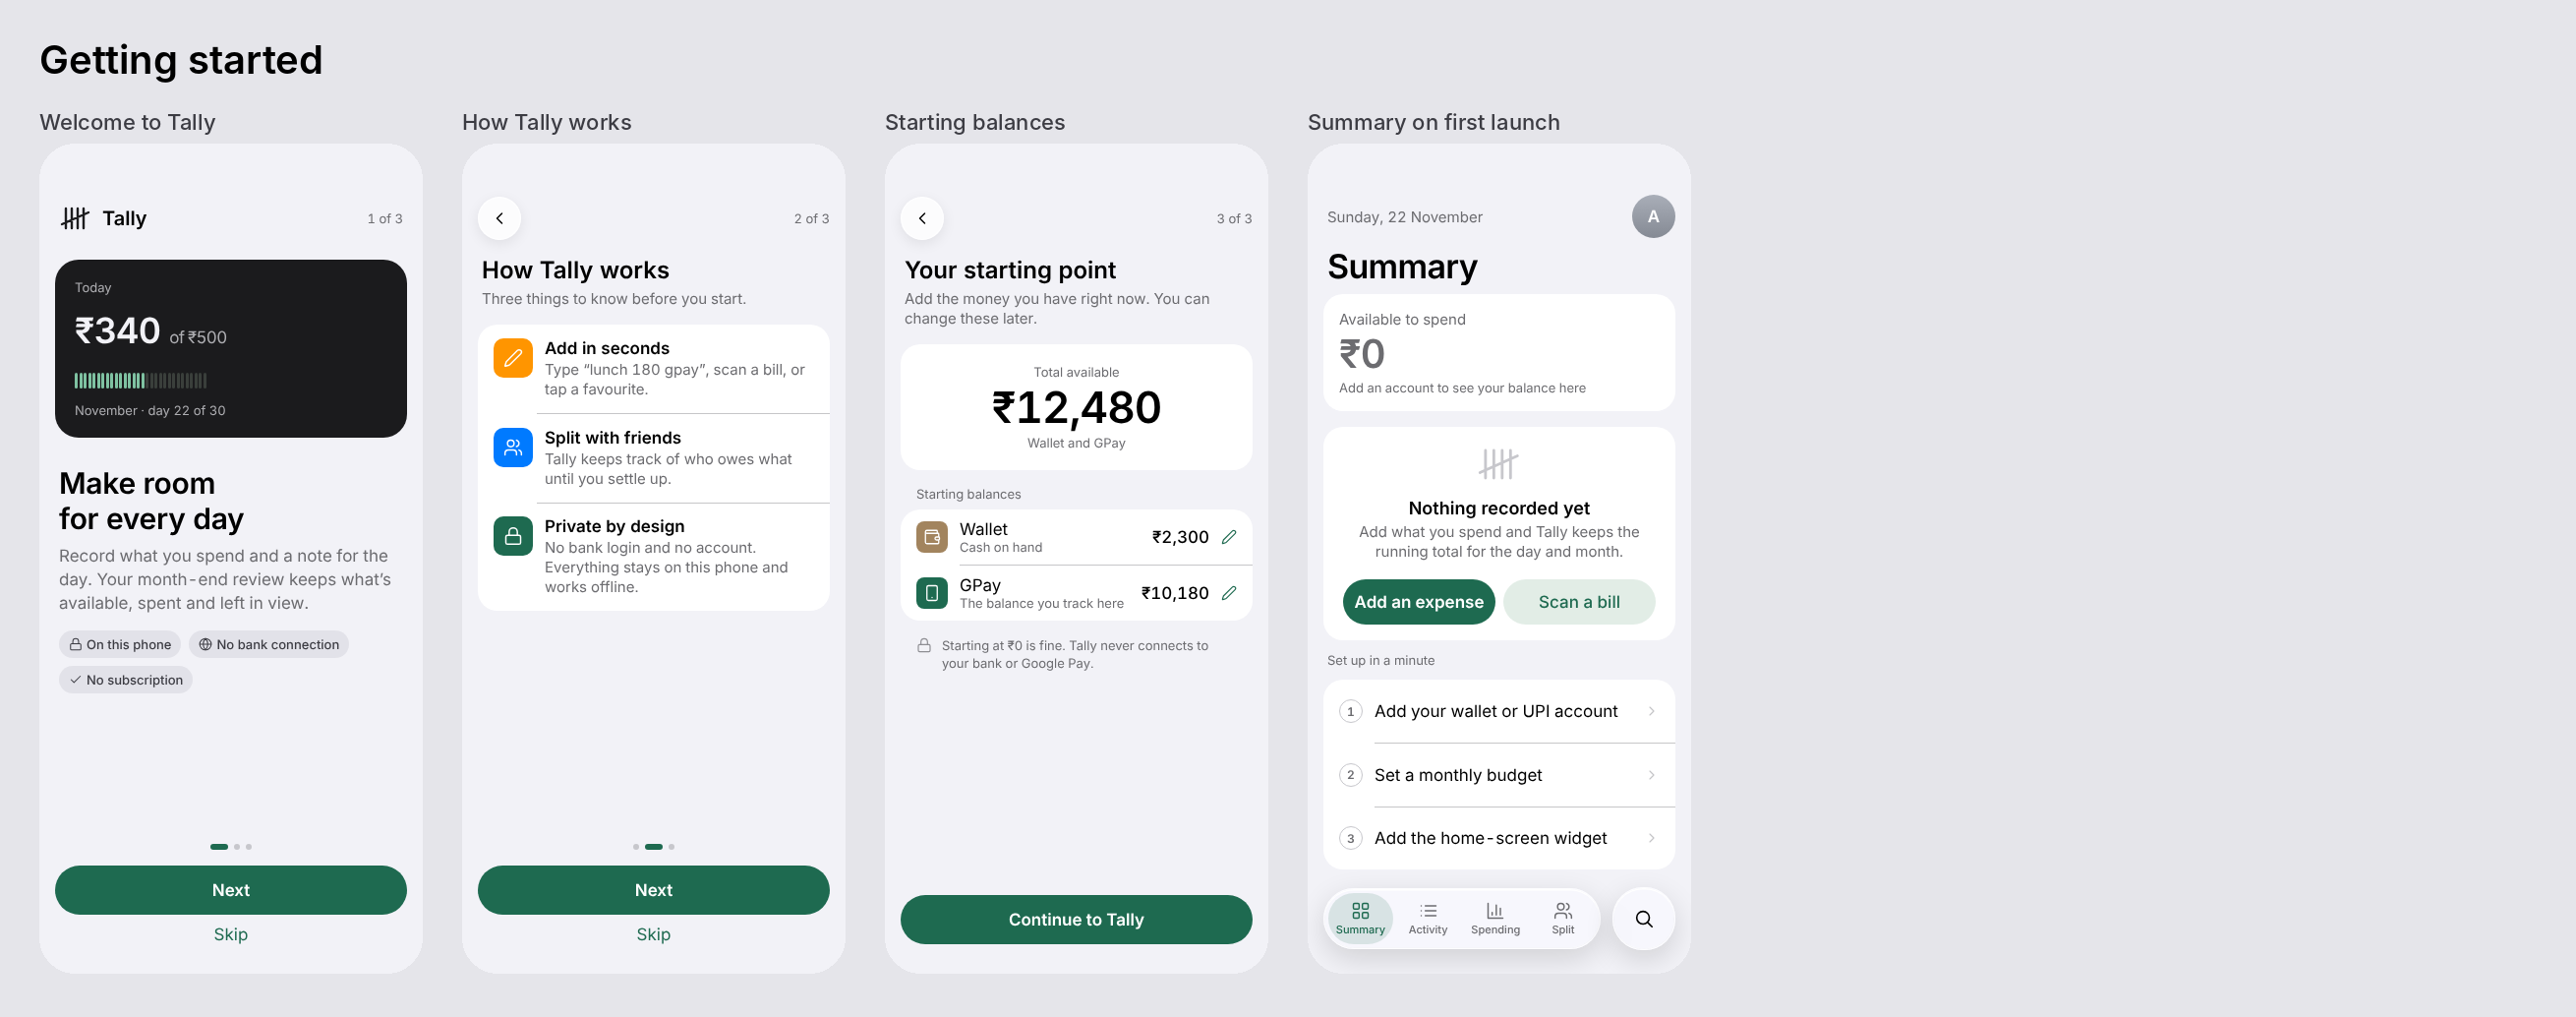 Getting started
Welcome to Tally
Tally
1 of 3
Today
₹340 of ₹500
November · day 22 of 30
Make room
for every day
Record what you spend and a note for the
day. Your month-end review keeps what’s
available, spent and left in view.
On this phone
No bank connection
No subscription
Next
Skip
How Tally works
2 of 3
How Tally works
Three things to know before you start.
Add in seconds
Type “lunch 180 gpay”, scan a bill, or
tap a favourite.
Split with friends
Tally keeps track of who owes what
until you settle up.
Private by design
No bank login and no account.
Everything stays on this phone and
works offline.
Next
Skip
Starting balances
3 of 3
Your starting point
Add the money you have right now. You can
change these later.
Total available
₹12,480
Wallet and GPay
Starting balances
Wallet
Cash on hand
₹2,300
GPay
The balance you track here
₹10,180
Starting at ₹0 is fine. Tally never connects to
your bank or Google Pay.
Continue to Tally
Summary on first launch
Sunday, 22 November
A
Summary
Available to spend
₹0
Add an account to see your balance here
Nothing recorded yet
Add what you spend and Tally keeps the
running total for the day and month.
Add an expense
Scan a bill
Set up in a minute
1 Add your wallet or UPI account
2 Set a monthly budget
3 Add the home-screen widget
Summary
Activity
Spending
Split